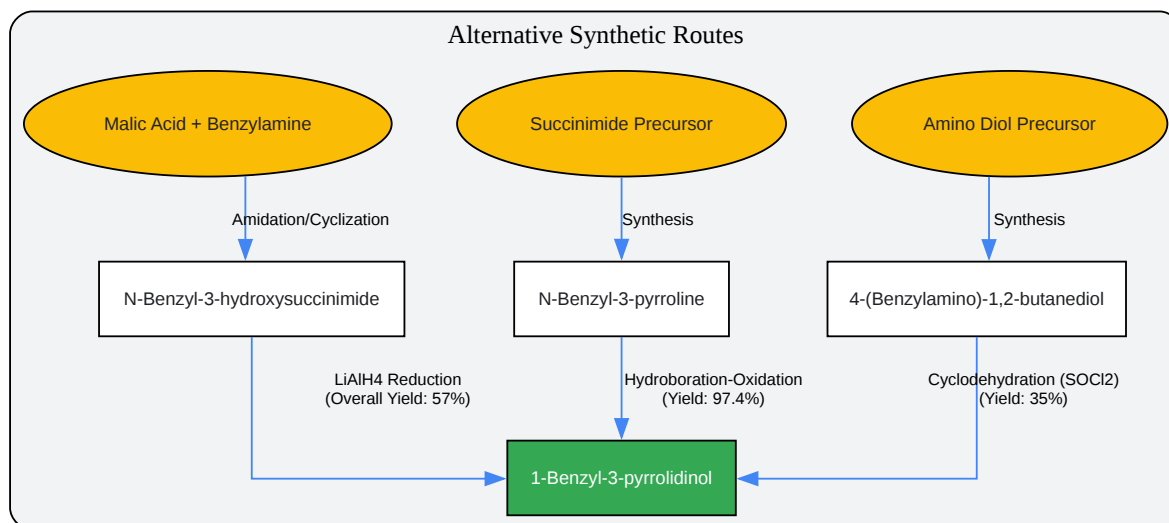 Alternative Synthetic Routes
Malic Acid + Benzylamine
Succinimide Precursor
Amino Diol Precursor
Amidation/Cyclization
Synthesis
Synthesis
N-Benzyl-3-hydroxysuccinimide
N-Benzyl-3-pyrroline
4-(Benzylamino)-1,2-butanediol
LiAlH4 Reduction
(Overall Yield: 57%)
Hydroboration-Oxidation
(Yield: 97.4%)
Cyclodehydration (SOCl2)
(Yield: 35%)
1-Benzyl-3-pyrrolidinol